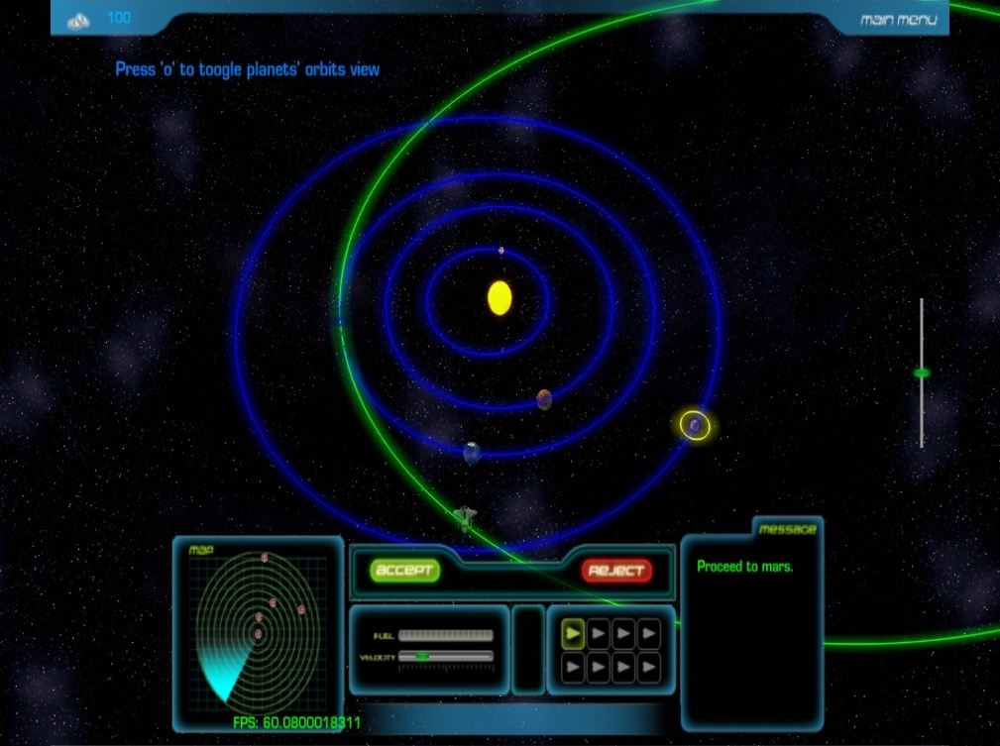 100
main menu
Press 'o' to toogle planets' orbits view
message
MAP
ACCEPT
REJECT
Proceed to mars.
FUEL
VELOCITY
FPS: 60.0800018311